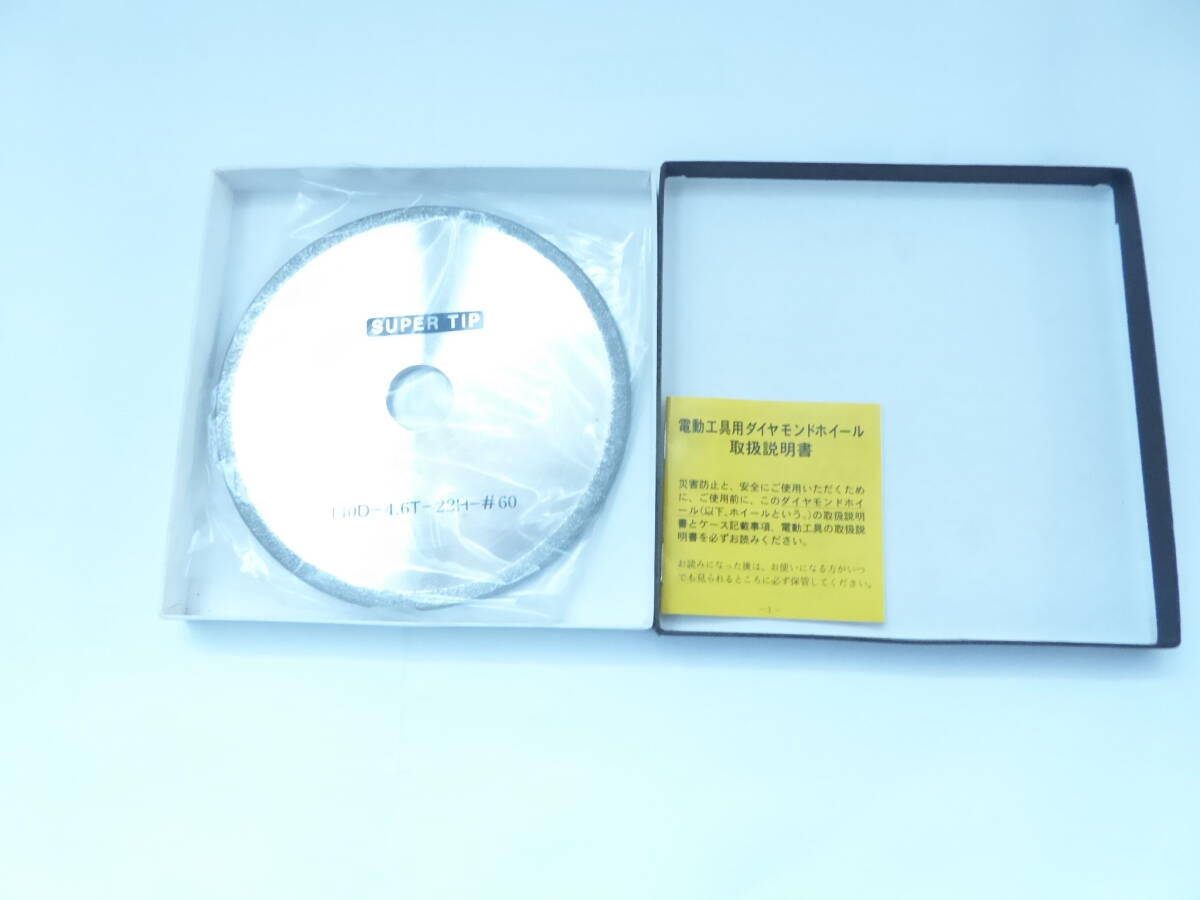 SUPER TIP
140D-4.6T-22H-#60
電動工具用ダイヤモンドホイール
取扱説明書
災害防止と、安全にご使用いただくため
に、ご使用前に、このダイヤモンドホイ
ール(以下、ホイールという。)の取扱説明
書とケース記載事項、電動工具の取扱説
明書を必ずお読みください。
お読みになった後は、お使いになる方がいつ
でも見られるところに必ず保管してください。
-1-